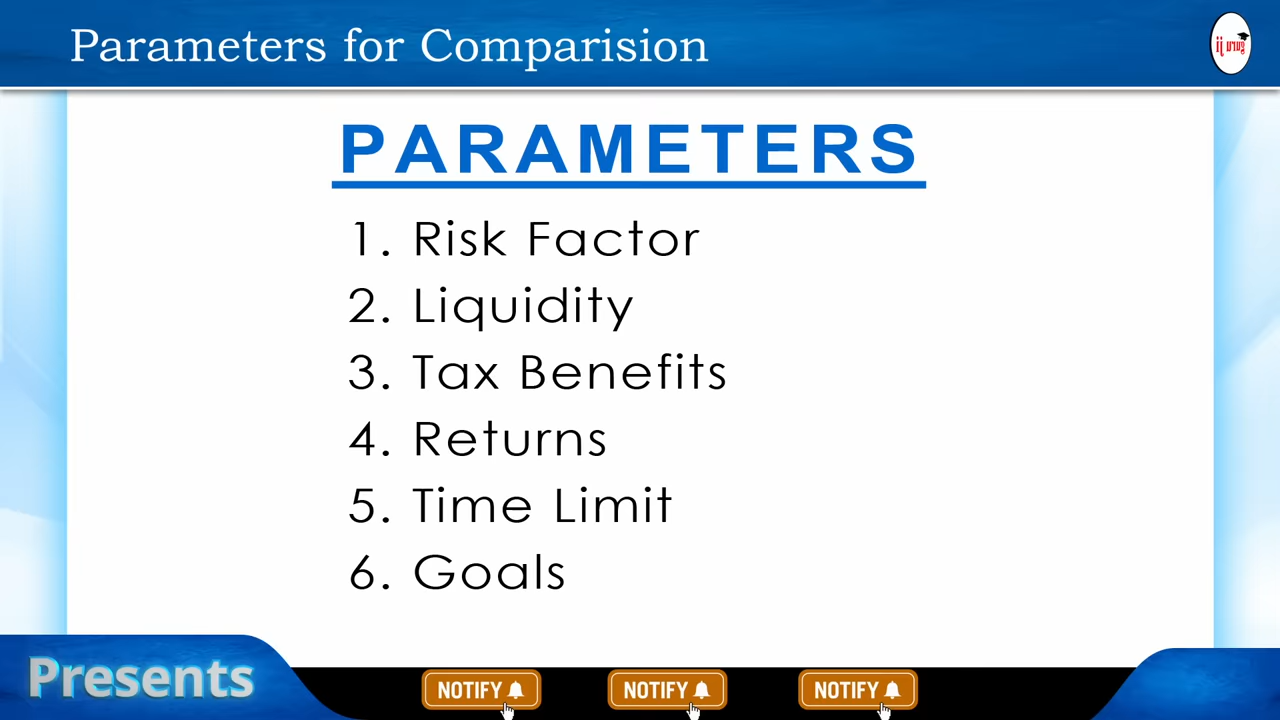 Parameters for Comparision
PARAMETERS
1. Risk Factor
2. Liquidity
3. Tax Benefits
4. Returns
5. Time Limit
6. Goals
Presents
NOTIFY
NOTIFY
NOTIFY